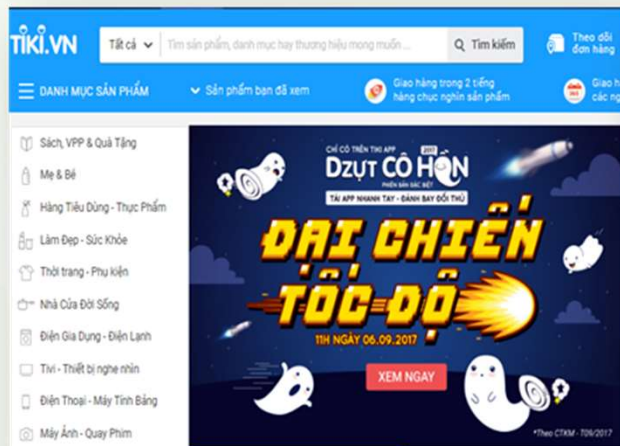 TIKI.VN
Tất cả
Tìm sản phẩm, danh mục hay thương hiệu mong muốn ...
Tìm kiếm
Theo dõi
đơn hàng
DANH MỤC SẢN PHẨM
Sản phẩm bạn đã xem
Giao hàng trong 2 tiếng
hàng chục nghìn sản phẩm
Giao h
các ng
Sách, VPP & Quà Tặng
Mẹ & Bé
Hàng Tiêu Dùng - Thực Phẩm
Làm Đẹp - Sức Khỏe
Thời trang - Phụ kiện
Nhà Cửa Đời Sống
Điện Gia Dụng - Điện Lạnh
Tivi - Thiết bị nghe nhìn
Điện Thoại - Máy Tính Bảng
Máy Ảnh - Quay Phim
CHỈ CÓ TRÊN TIKI APP
2017
DZỰT CÔ HỒN
PHIÊN BẢN ĐẶC BIỆT
TẢI APP NHANH TAY - ĐÁNH BAY ĐỐI THỦ
ĐẠI CHIẾN
TỐC ĐỘ
11H NGÀY 06.09.2017
XEM NGAY
*Theo CTKM - T09/2017